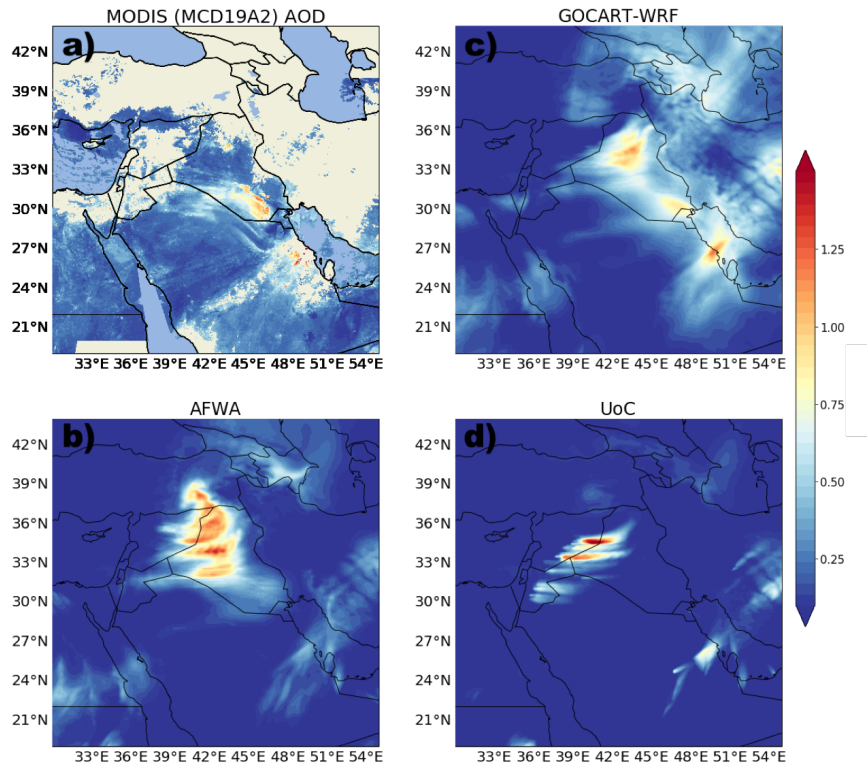 MODIS (MCD19A2) AOD
a)
42°N
39°N
36°N
33°N
30°N
27°N
24°N
21°N
33°E 36°E 39°E 42°E 45°E 48°E 51°E 54°E
GOCART-WRF
c)
42°N
39°N
36°N
33°N
30°N
27°N
24°N
21°N
33°E 36°E 39°E 42°E 45°E 48°E 51°E 54°E
AFWA
b)
42°N
39°N
36°N
33°N
30°N
27°N
24°N
21°N
33°E 36°E 39°E 42°E 45°E 48°E 51°E 54°E
UoC
d)
42°N
39°N
36°N
33°N
30°N
27°N
24°N
21°N
33°E 36°E 39°E 42°E 45°E 48°E 51°E 54°E
1.25
1.00
0.75
0.50
0.25